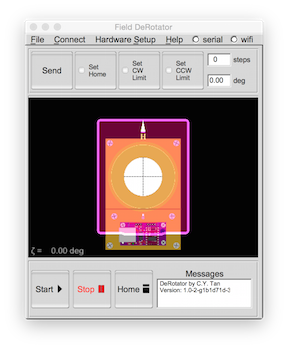 Field DeRotator
File Connect Hardware Setup Help serial wifi
Send
Set Home
Set CW Limit
Set CCW Limit
0 steps
0.00 deg
H
ζ = 0.00 deg
Start
Stop
Home
Messages
DeRotator by C.Y. Tan
Version: 1.0-2-g1b1d71d-